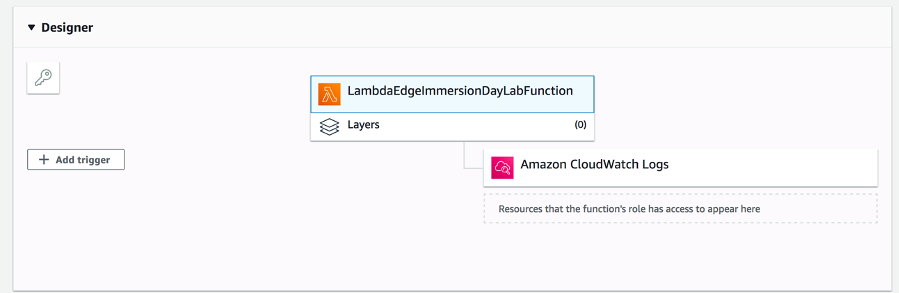 Designer
LambdaEdgeImmersionDayLabFunction
Layers (0)
+ Add trigger
Amazon CloudWatch Logs
Resources that the function's role has access to appear here